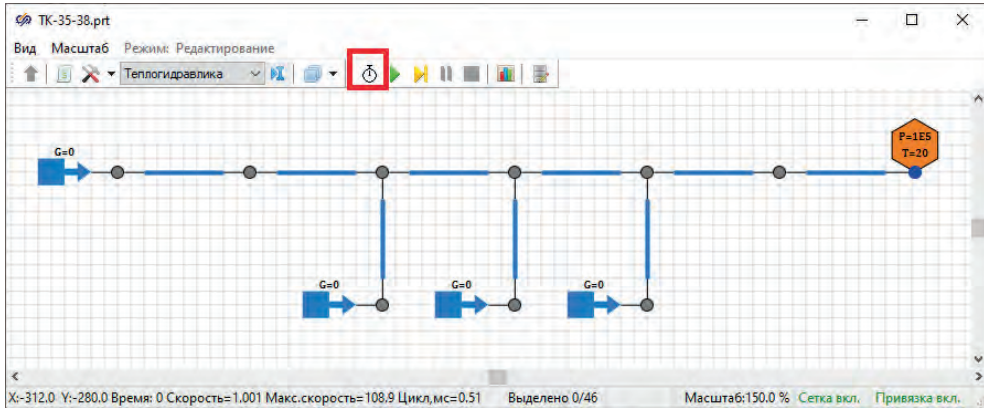 TK-35-38.prt
Вид Масштаб Режим: Редактирование
Теплогидравлика
P=1E5
T=20
G=0
G=0 G=0 G=0
X:-312.0 Y:-280.0 Время: 0 Скорость=1.001 Макс.скорость=108.9 Цикл,мс=0.51 Выделено 0/46 Масштаб:150.0 % Сетка вкл. Привязка вкл.